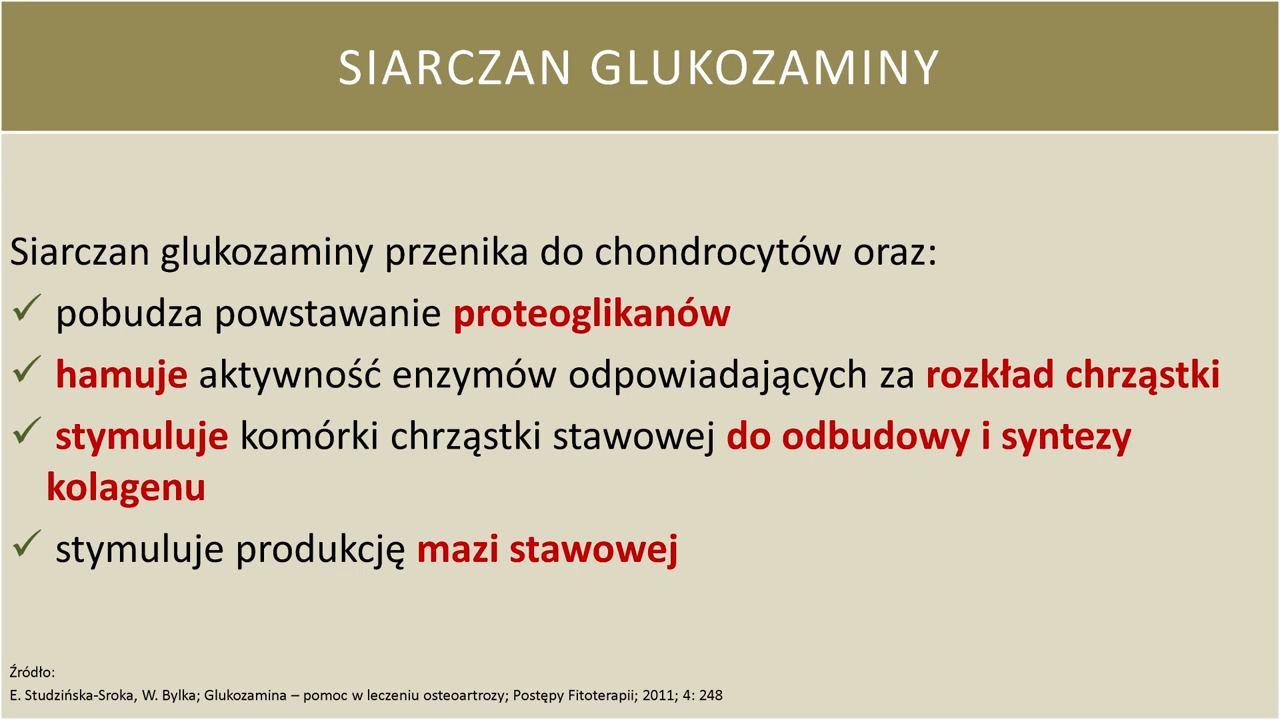 SIARCZAN GLUKOZAMINY
Siarczan glukozaminy przenika do chondrocytów oraz:
✓ pobudza powstawanie proteoglikanów
✓ hamuje aktywność enzymów odpowiadających za rozkład chrząstki
✓ stymuluje komórki chrząstki stawowej do odbudowy i syntezy
kolagenu
✓ stymuluje produkcję mazi stawowej
Źródło:
E. Studzińska-Sroka, W. Bylka; Glukozamina – pomoc w leczeniu osteoartrozy; Postępy Fitoterapii; 2011; 4: 248